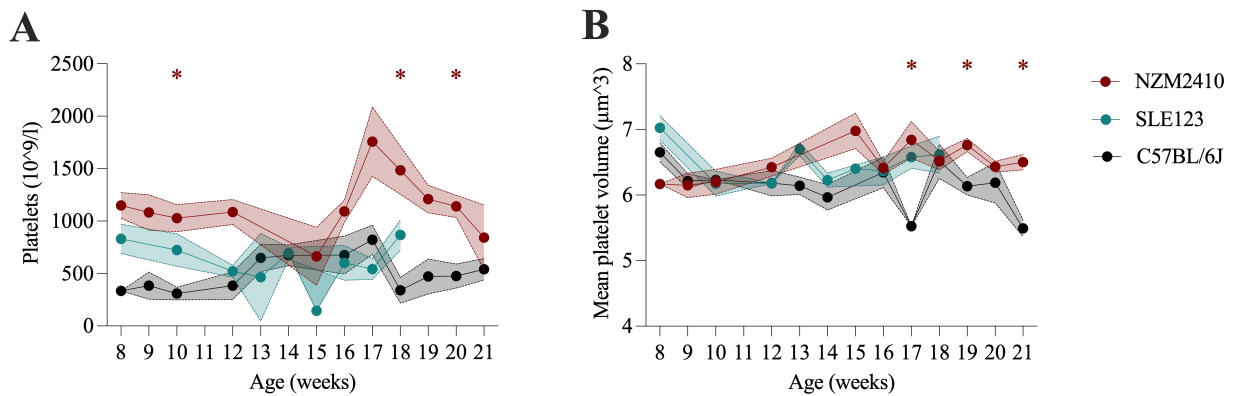 A
B
Platelets (10^9/l)
2500
2000
1500
1000
500
0
* * *
8 9 10 11 12 13 14 15 16 17 18 19 20 21
Age (weeks)
Mean platelet volume (µm^3)
8
7
6
5
4
* * *
8 9 10 11 12 13 14 15 16 17 18 19 20 21
Age (weeks)
NZM2410
SLE123
C57BL/6J